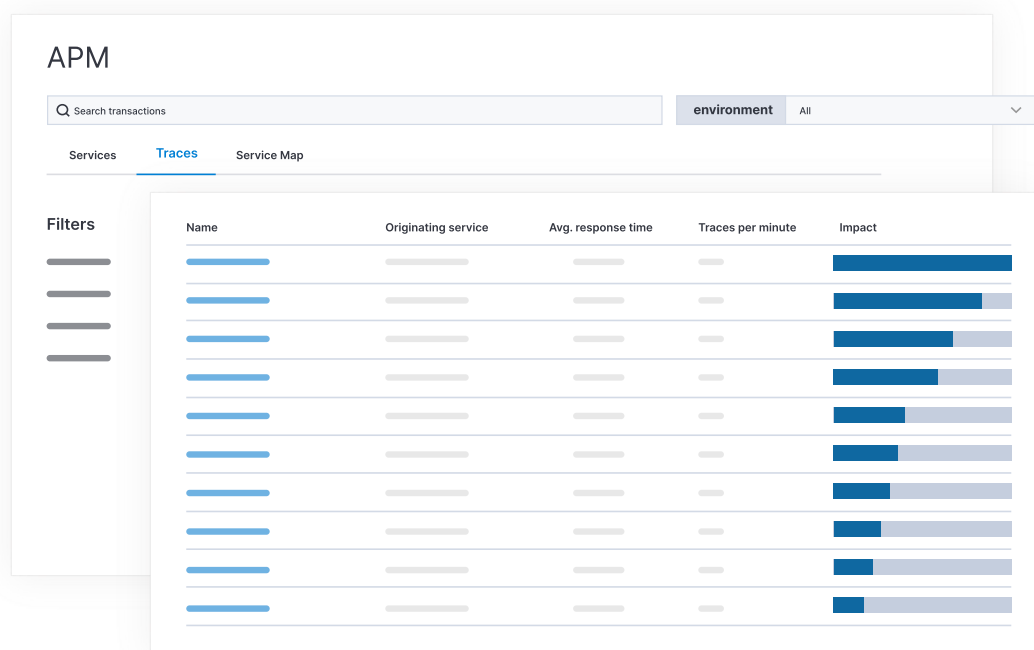 APM
Search transactions
environment All
Services Traces Service Map
Filters
Name Originating service Avg. response time Traces per minute Impact